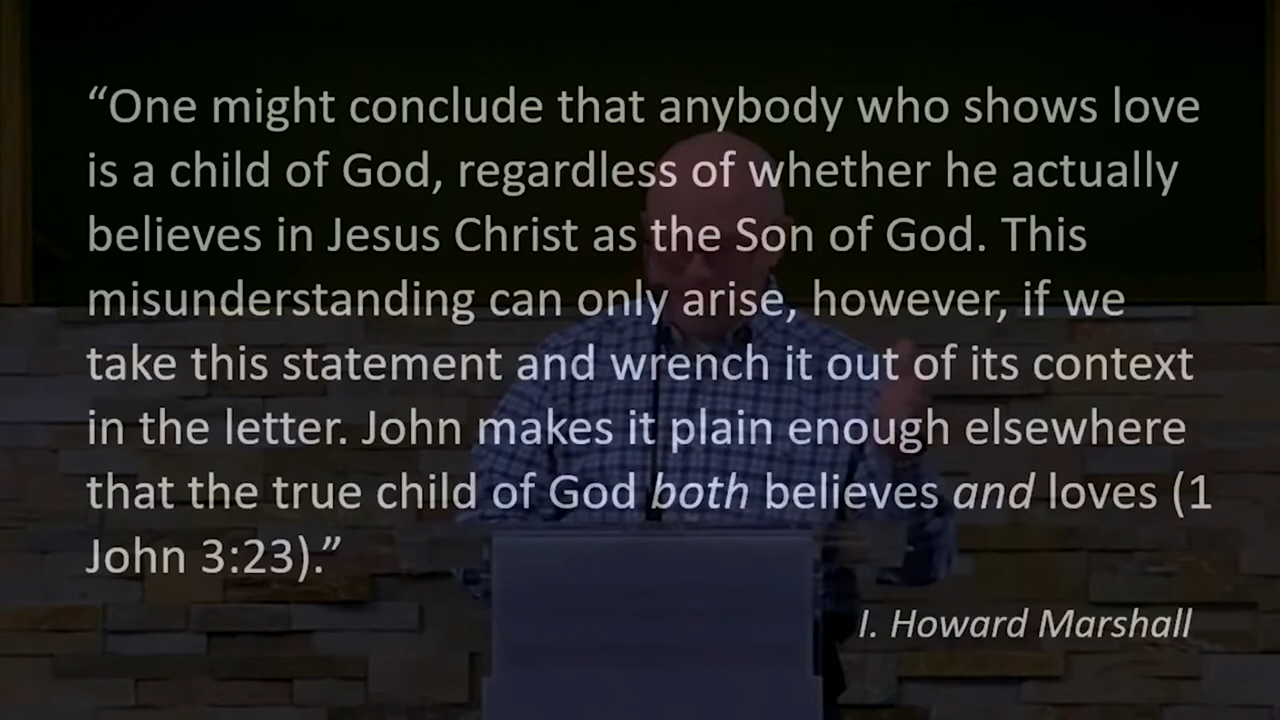 “One might conclude that anybody who shows love
is a child of God, regardless of whether he actually
believes in Jesus Christ as the Son of God. This
misunderstanding can only arise, however, if we
take this statement and wrench it out of its context
in the letter. John makes it plain enough elsewhere
that the true child of God both believes and loves (1
John 3:23).”
I. Howard Marshall